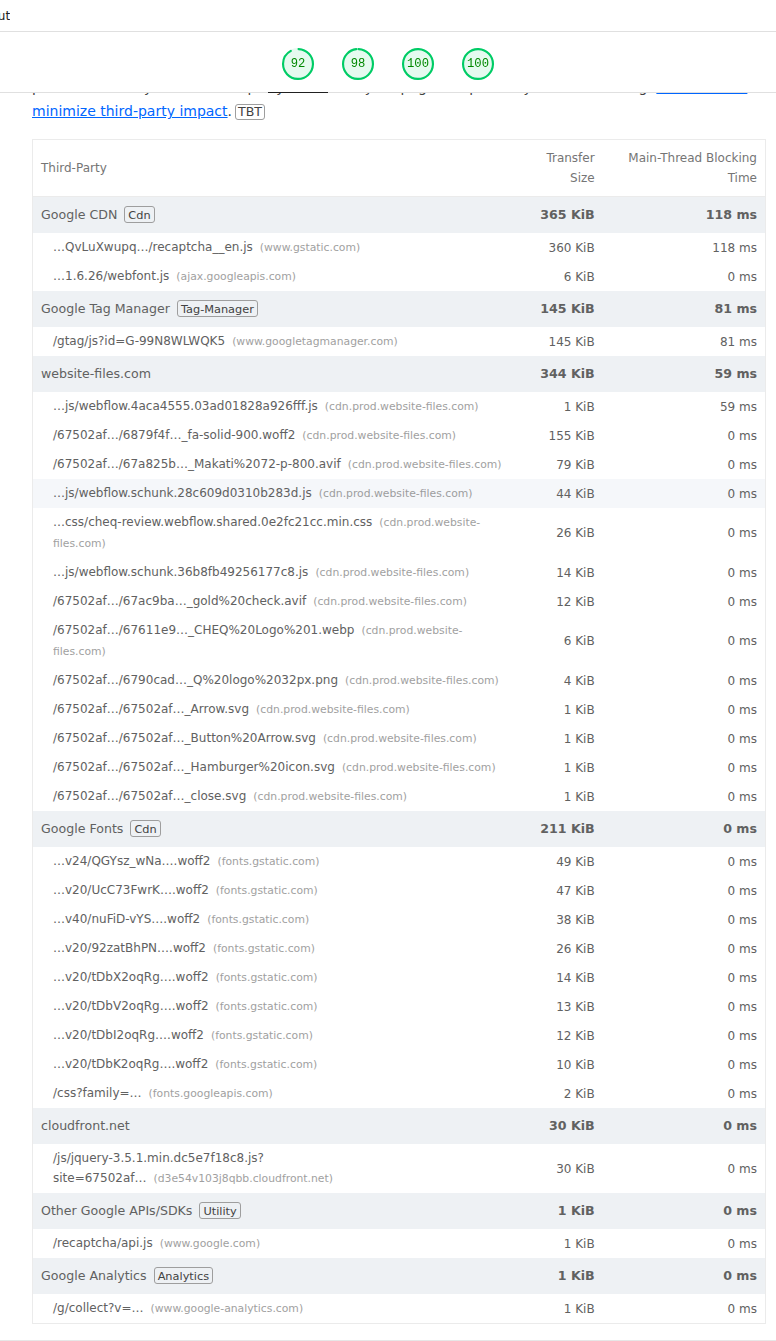 ut
92 98 100 100
minimize third-party impact. TBT
Third-Party Transfer Size Main-Thread Blocking Time
Google CDN Cdn 365 KiB 118 ms
…QvLuXwupq…/recaptcha__en.js (www.gstatic.com) 360 KiB 118 ms
…1.6.26/webfont.js (ajax.googleapis.com) 6 KiB 0 ms
Google Tag Manager Tag-Manager 145 KiB 81 ms
/gtag/js?id=G-99N8WLWQK5 (www.googletagmanager.com) 145 KiB 81 ms
website-files.com 344 KiB 59 ms
…js/webflow.4aca4555.03ad01828a926fff.js (cdn.prod.website-files.com) 1 KiB 59 ms
/67502af…/6879f4f…_fa-solid-900.woff2 (cdn.prod.website-files.com) 155 KiB 0 ms
/67502af…/67a825b…_Makati%2072-p-800.avif (cdn.prod.website-files.com) 79 KiB 0 ms
…js/webflow.schunk.28c609d0310b283d.js (cdn.prod.website-files.com) 44 KiB 0 ms
…css/cheq-review.webflow.shared.0e2fc21cc.min.css (cdn.prod.website-
files.com) 26 KiB 0 ms
…js/webflow.schunk.36b8fb49256177c8.js (cdn.prod.website-files.com) 14 KiB 0 ms
/67502af…/67ac9ba…_gold%20check.avif (cdn.prod.website-files.com) 12 KiB 0 ms
/67502af…/67611e9…_CHEQ%20Logo%201.webp (cdn.prod.website-
files.com) 6 KiB 0 ms
/67502af…/6790cad…_Q%20logo%2032px.png (cdn.prod.website-files.com) 4 KiB 0 ms
/67502af…/67502af…_Arrow.svg (cdn.prod.website-files.com) 1 KiB 0 ms
/67502af…/67502af…_Button%20Arrow.svg (cdn.prod.website-files.com) 1 KiB 0 ms
/67502af…/67502af…_Hamburger%20icon.svg (cdn.prod.website-files.com) 1 KiB 0 ms
/67502af…/67502af…_close.svg (cdn.prod.website-files.com) 1 KiB 0 ms
Google Fonts Cdn 211 KiB 0 ms
…v24/QGYsz_wNa….woff2 (fonts.gstatic.com) 49 KiB 0 ms
…v20/UcC73FwrK….woff2 (fonts.gstatic.com) 47 KiB 0 ms
…v40/nuFiD-vYS….woff2 (fonts.gstatic.com) 38 KiB 0 ms
…v20/92zatBhPN….woff2 (fonts.gstatic.com) 26 KiB 0 ms
…v20/tDbX2oqRg….woff2 (fonts.gstatic.com) 14 KiB 0 ms
…v20/tDbV2oqRg….woff2 (fonts.gstatic.com) 13 KiB 0 ms
…v20/tDbI2oqRg….woff2 (fonts.gstatic.com) 12 KiB 0 ms
…v20/tDbK2oqRg….woff2 (fonts.gstatic.com) 10 KiB 0 ms
/css?family=… (fonts.googleapis.com) 2 KiB 0 ms
cloudfront.net 30 KiB 0 ms
/js/jquery-3.5.1.min.dc5e7f18c8.js?
site=67502af… (d3e54v103j8qbb.cloudfront.net) 30 KiB 0 ms
Other Google APIs/SDKs Utility 1 KiB 0 ms
/recaptcha/api.js (www.google.com) 1 KiB 0 ms
Google Analytics Analytics 1 KiB 0 ms
/g/collect?v=… (www.google-analytics.com) 1 KiB 0 ms